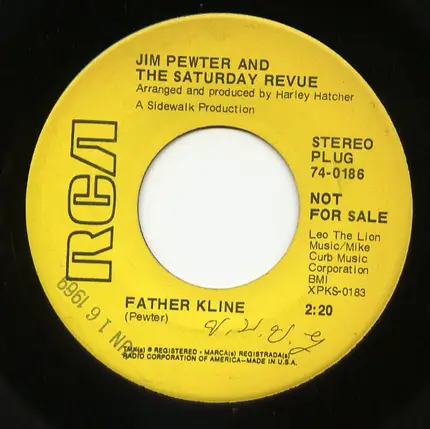 JIM PEWTER AND
THE SATURDAY REVUE
Arranged and produced by Harley Hatcher
A Sidewalk Production
RCA
STEREO
PLUG
74-0186
NOT
FOR SALE
Leo The Lion
Music/Mike
Curb Music
Corporation
BMI
XPKS-0183
FATHER KLINE
(Pewter)
2:20
16 1969
TMK(s) ® REGISTERED - MARCA(s) REGISTRADA(s)
RADIO CORPORATION OF AMERICA—MADE IN U.S.A.